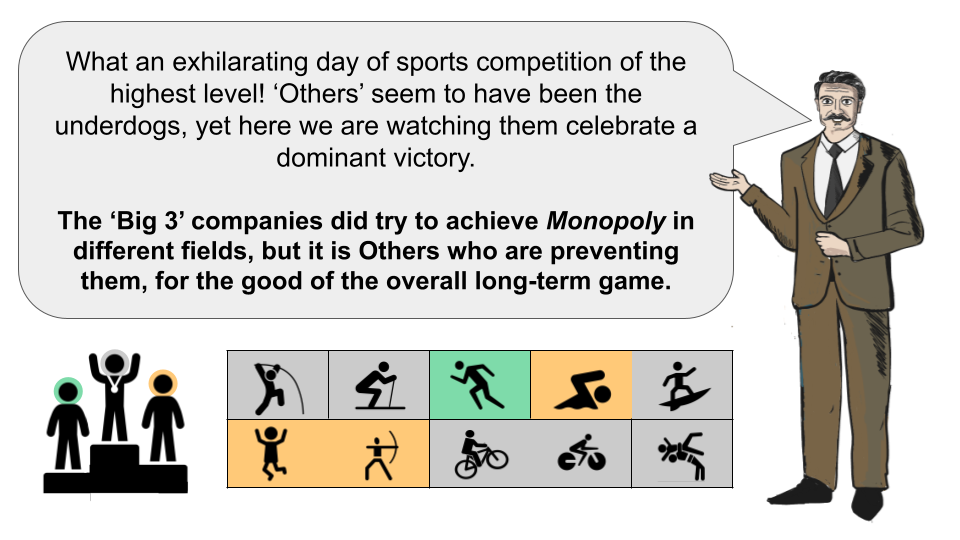 What an exhilarating day of sports competition of the
highest level! ‘Others’ seem to have been the
underdogs, yet here we are watching them celebrate a
dominant victory.
The ‘Big 3’ companies did try to achieve Monopoly in
different fields, but it is Others who are preventing
them, for the good of the overall long-term game.